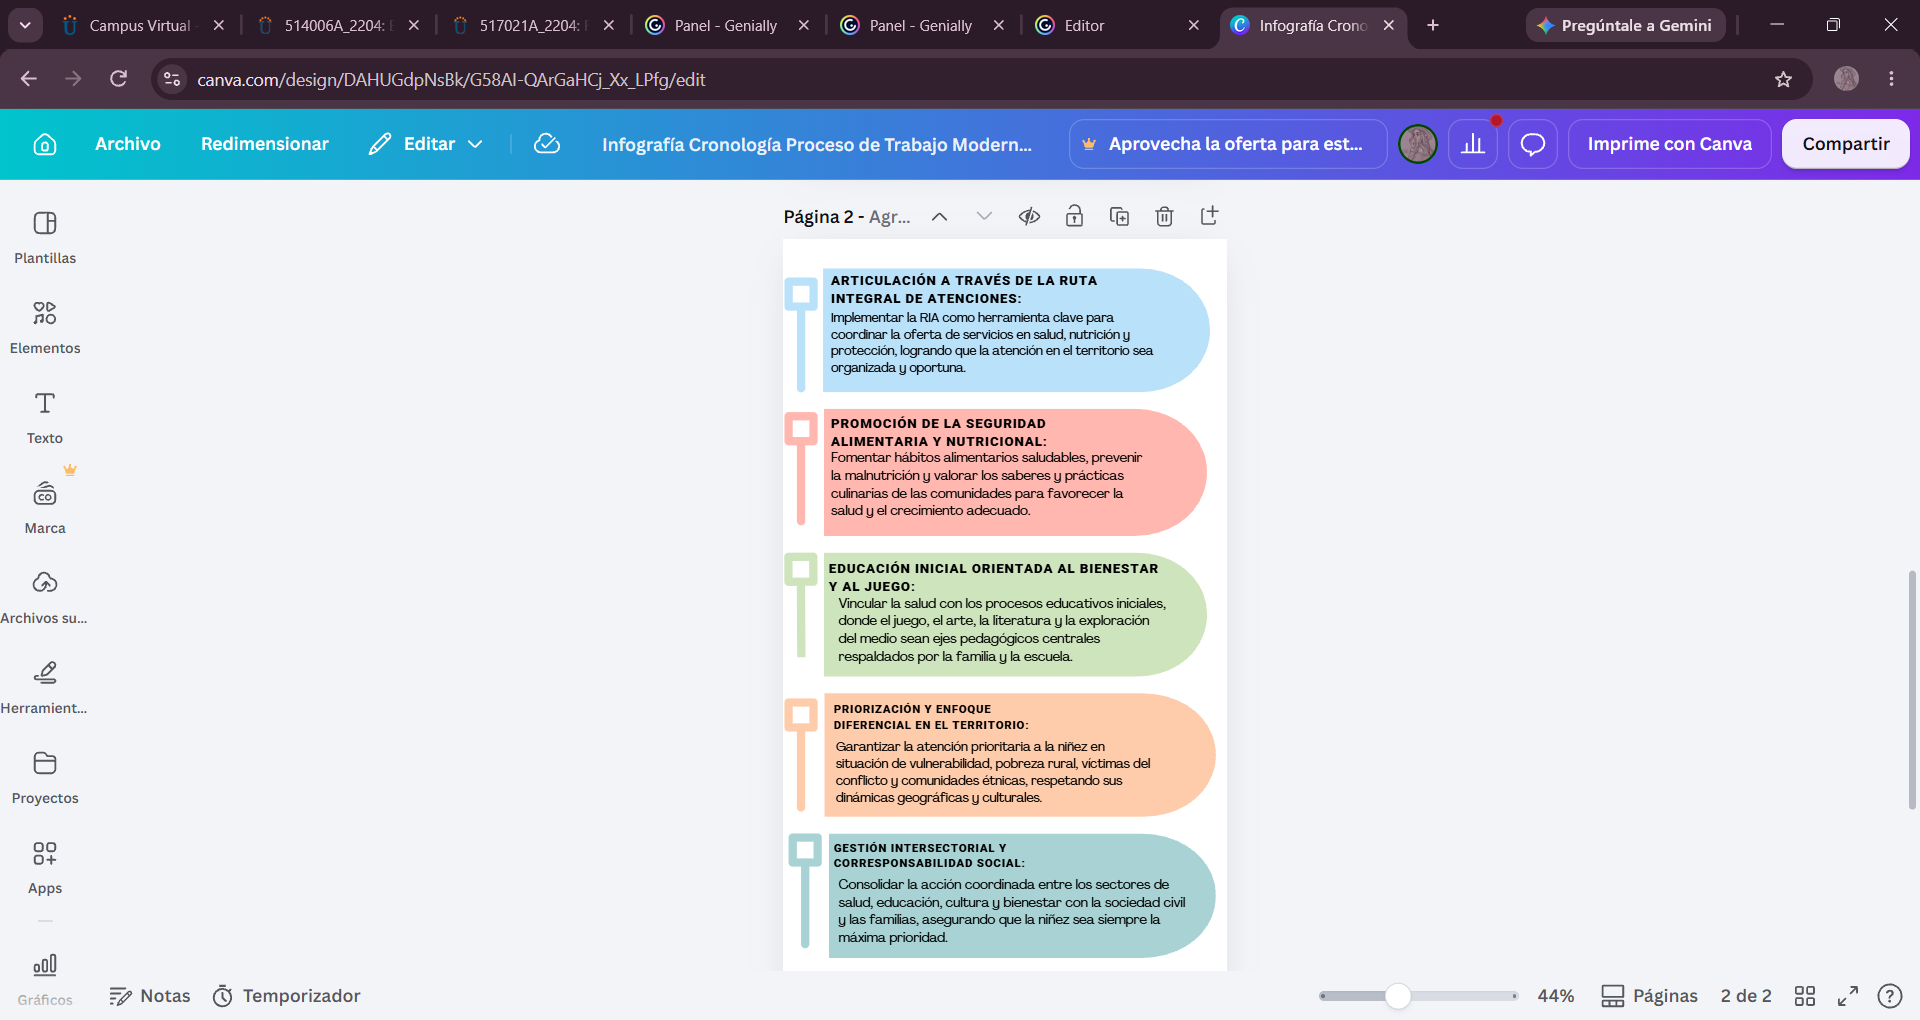 Campus Virtual
514006A_2204:
517021A_2204:
Panel - Genially
Panel - Genially
Editor
Infografía Crono
Pregúntale a Gemini
canva.com/design/DAHUGdpNsBk/G58AI-QArGaHCj_Xx_LPfg/edit
Archivo
Redimensionar
Editar
Infografía Cronología Proceso de Trabajo Modern...
Aprovecha la oferta para est...
Imprime con Canva
Compartir
Plantillas
Elementos
Texto
CO
Marca
Archivos su...
Herramient...
Proyectos
Apps
Gráficos
Página 2 - Agr...
ARTICULACIÓN A TRAVÉS DE LA RUTA
INTEGRAL DE ATENCIONES:
Implementar la RIA como herramienta clave para
coordinar la oferta de servicios en salud, nutrición y
protección, logrando que la atención en el territorio sea
organizada y oportuna.
PROMOCIÓN DE LA SEGURIDAD
ALIMENTARIA Y NUTRICIONAL:
Fomentar hábitos alimentarios saludables, prevenir
la malnutrición y valorar los saberes y prácticas
culinarias de las comunidades para favorecer la
salud y el crecimiento adecuado.
EDUCACIÓN INICIAL ORIENTADA AL BIENESTAR
Y AL JUEGO:
Vincular la salud con los procesos educativos iniciales,
donde el juego, el arte, la literatura y la exploración
del medio sean ejes pedagógicos centrales
respaldados por la familia y la escuela.
PRIORIZACIÓN Y ENFOQUE
DIFERENCIAL EN EL TERRITORIO:
Garantizar la atención prioritaria a la niñez en
situación de vulnerabilidad, pobreza rural, víctimas del
conflicto y comunidades étnicas, respetando sus
dinámicas geográficas y culturales.
GESTIÓN INTERSECTORIAL Y
CORRESPONSABILIDAD SOCIAL:
Consolidar la acción coordinada entre los sectores de
salud, educación, cultura y bienestar con la sociedad civil
y las familias, asegurando que la niñez sea siempre la
máxima prioridad.
Notas
Temporizador
44%
Páginas
2 de 2